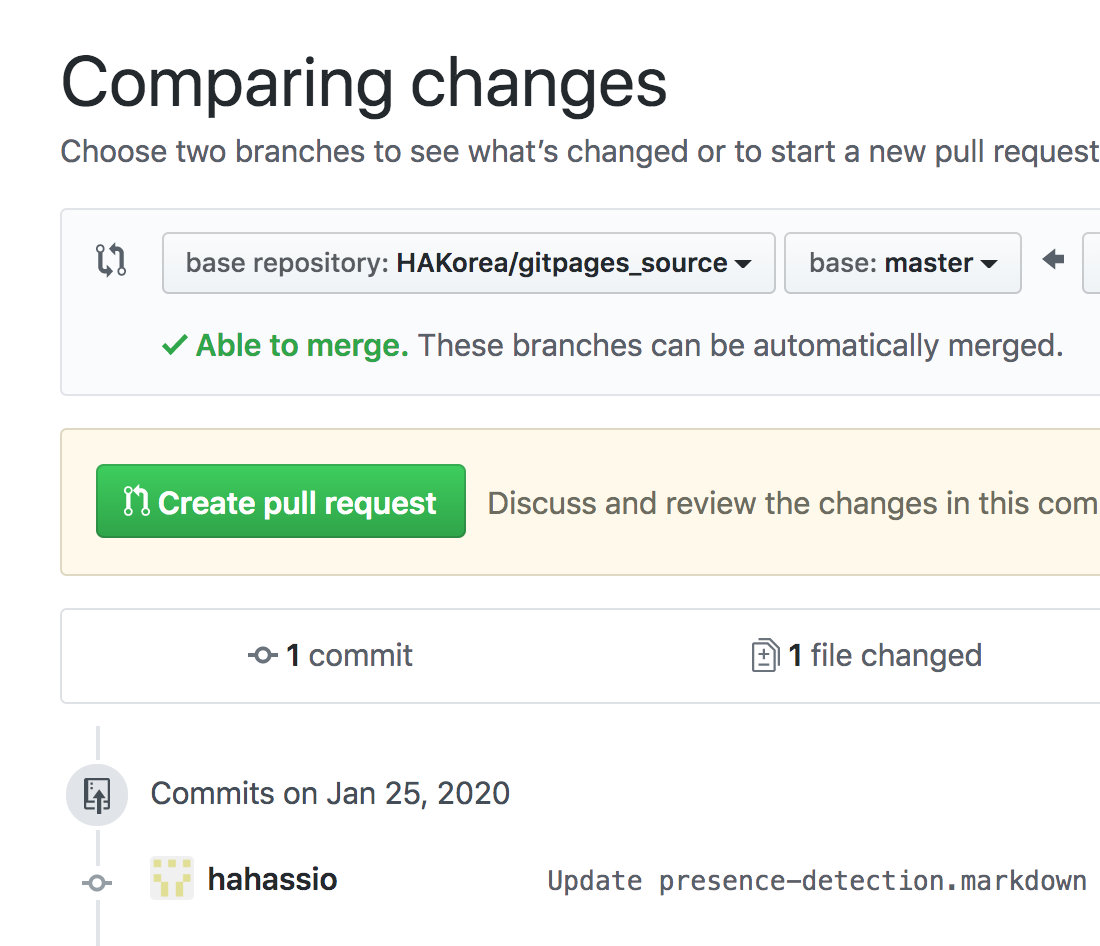 Comparing changes
Choose two branches to see what’s changed or to start a new pull request
base repository: HAKorea/gitpages_source base: master
Able to merge. These branches can be automatically merged.
Create pull request Discuss and review the changes in this com
1 commit 1 file changed
Commits on Jan 25, 2020
hahassio Update presence-detection.markdown